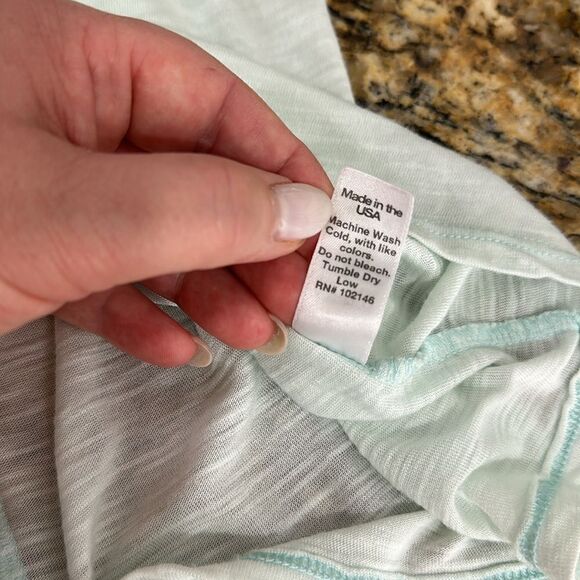 Made in the
USA
Machine Wash
Cold, with like
colors.
Do not bleach.
Tumble Dry
Low
RN# 102146